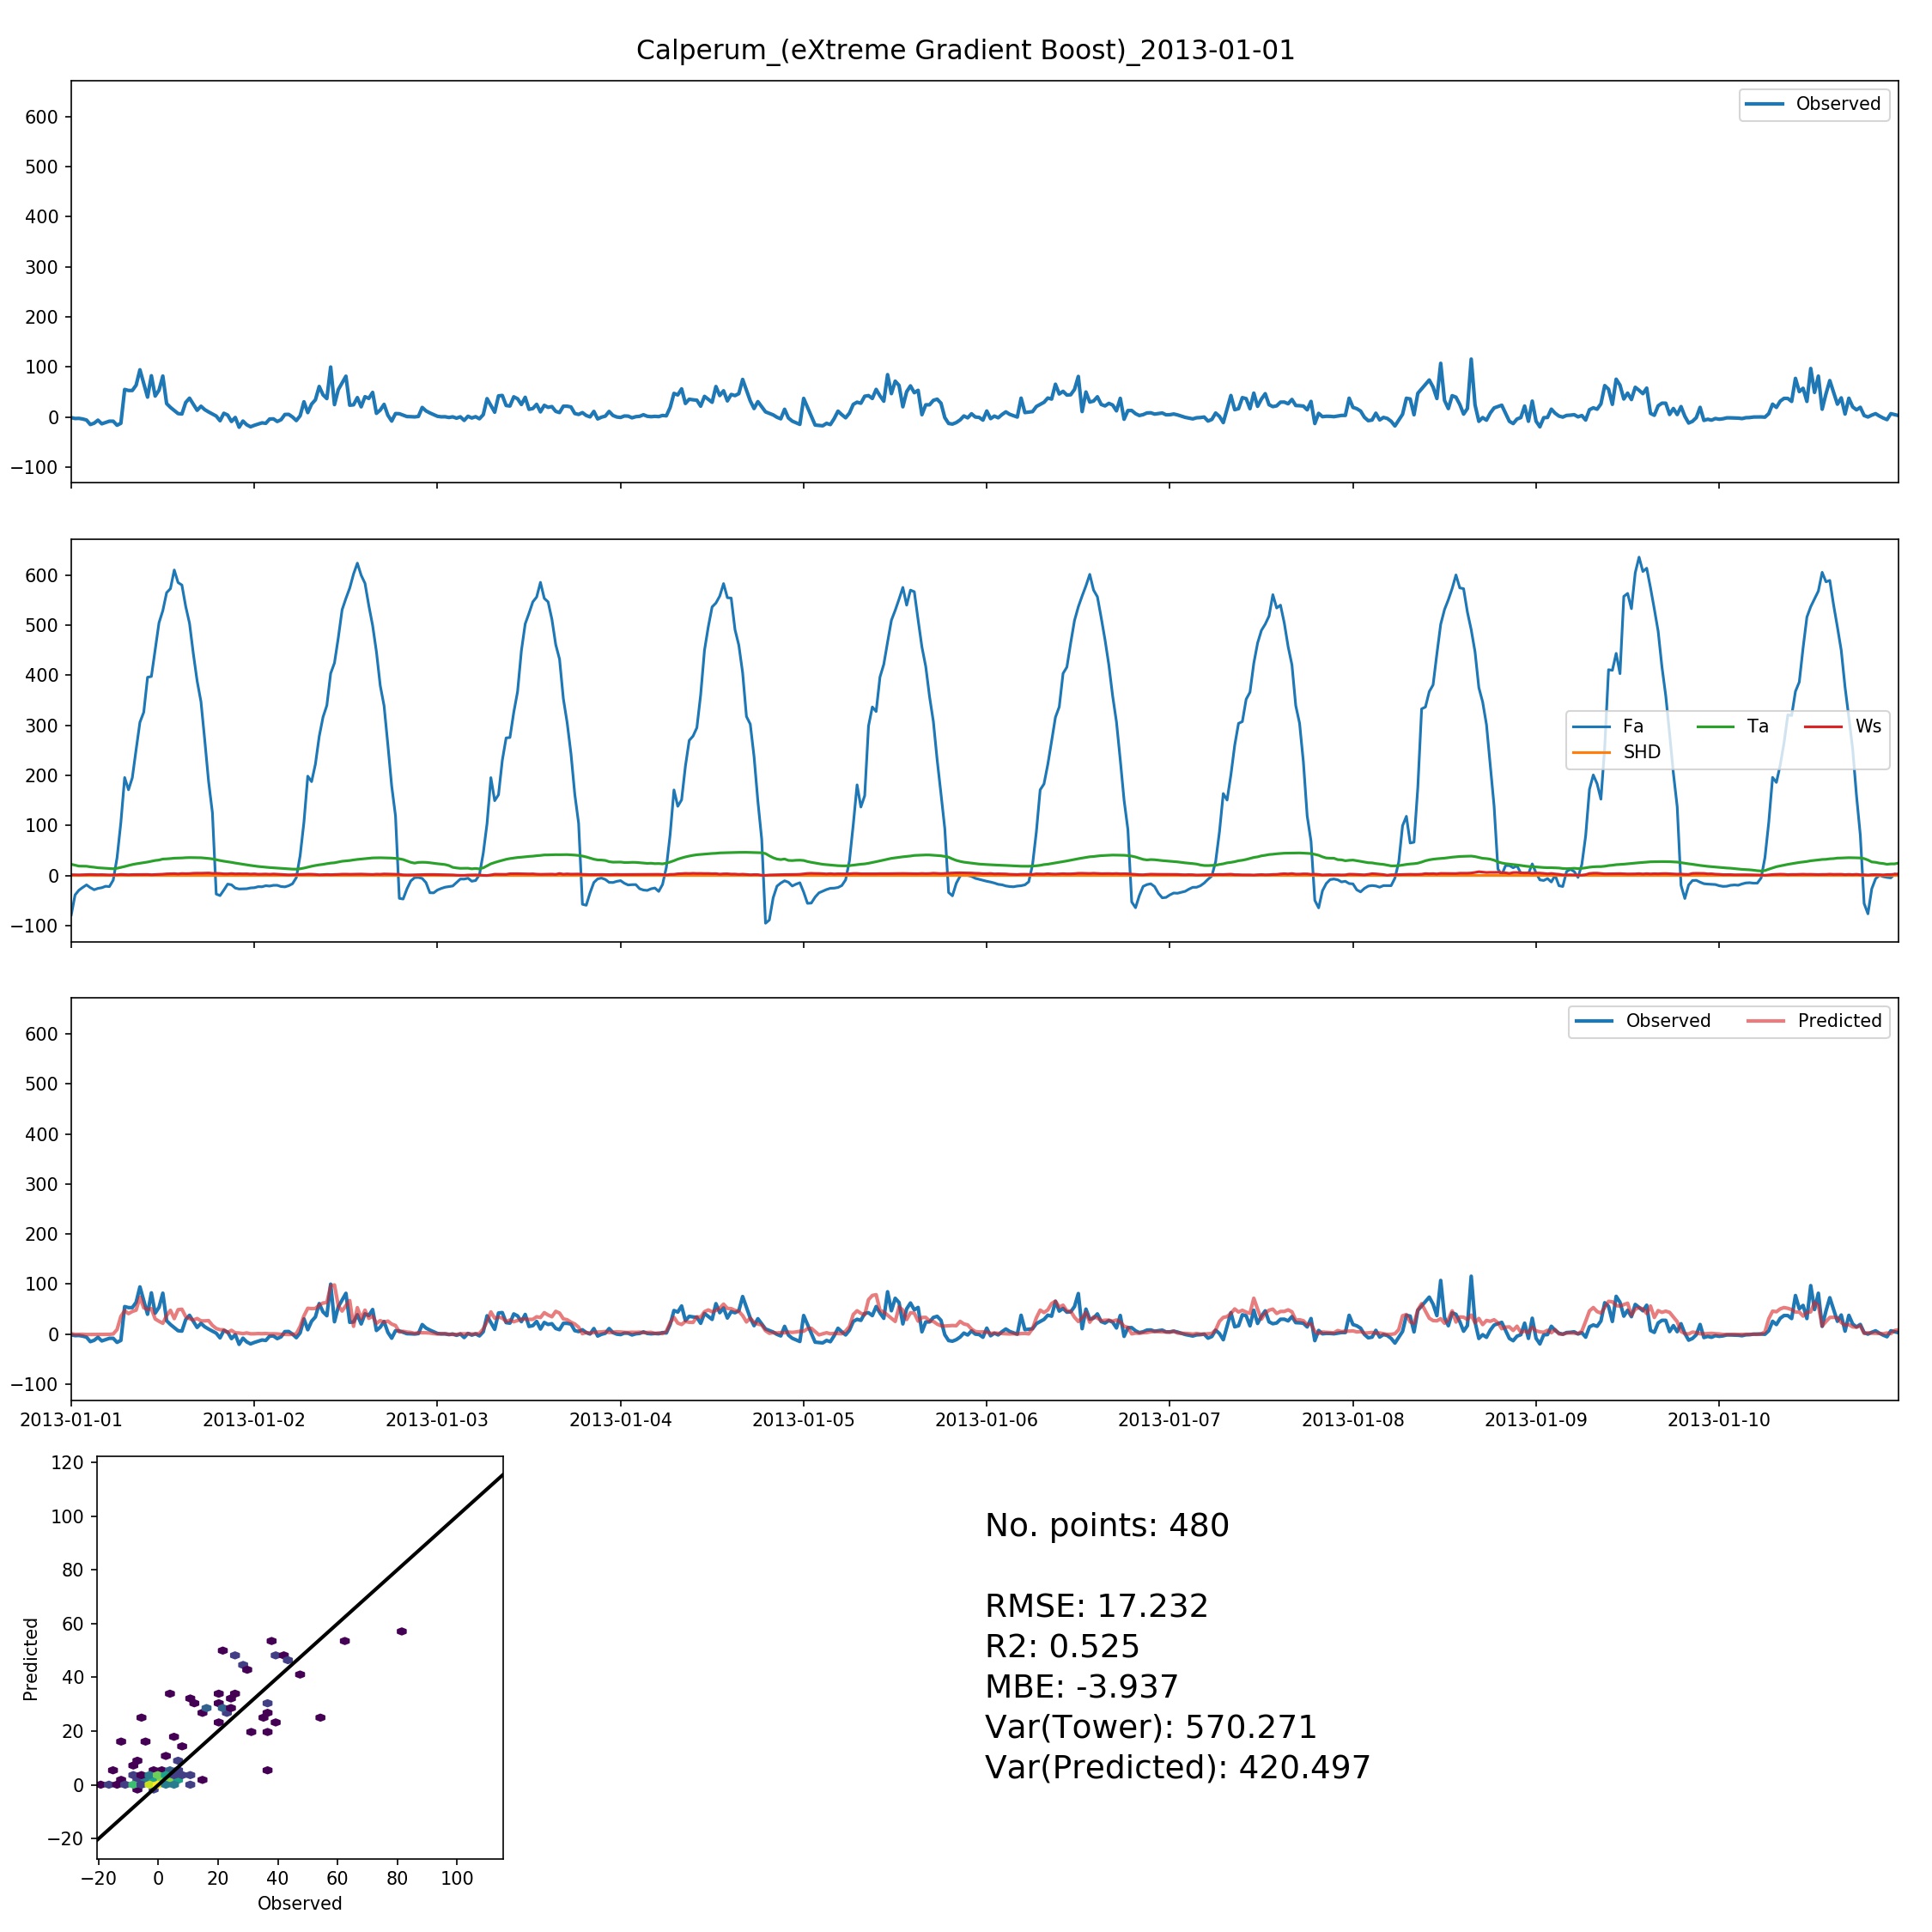 Calperum_(eXtreme Gradient Boost)_2013-01-01
600
500
400
300
200
100
0
−100
Observed
600
500
400
300
200
100
0
−100
Fa Ta Ws
SHD
600
500
400
300
200
100
0
−100
Observed Predicted
2013-01-01 2013-01-02 2013-01-03 2013-01-04 2013-01-05 2013-01-06 2013-01-07 2013-01-08 2013-01-09 2013-01-10
120
100
80
60
40
20
0
−20
Predicted
−20 0 20 40 60 80 100
Observed
No. points: 480
RMSE: 17.232
R2: 0.525
MBE: -3.937
Var(Tower): 570.271
Var(Predicted): 420.497